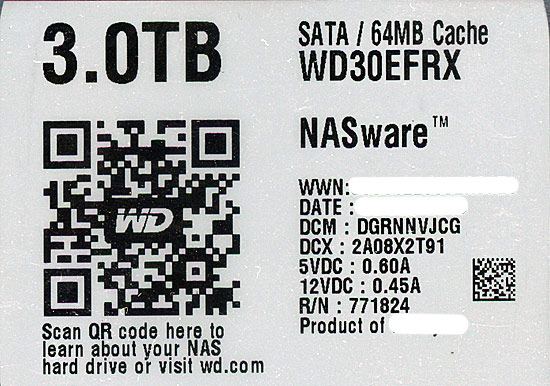 3.0TB
SATA / 64MB Cache
WD30EFRX
NASware™
WD
WWN:
DATE :
DCM : DGRNNVJCG
DCX : 2A08X2T91
5VDC : 0.60A
12VDC : 0.45A
R/N : 771824
Product of
Scan QR code here to
learn about your NAS
hard drive or visit wd.com